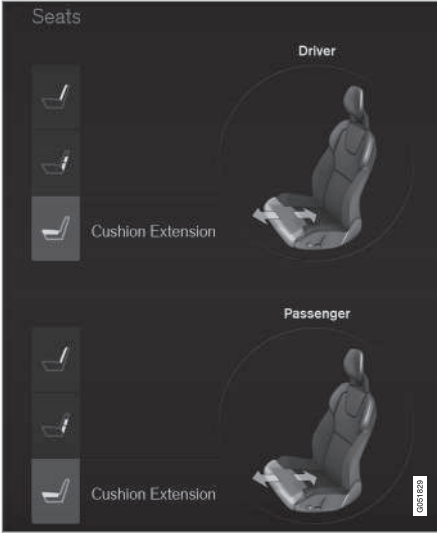 Seats
Driver
Cushion Extension
Passenger
Cushion Extension
G051829